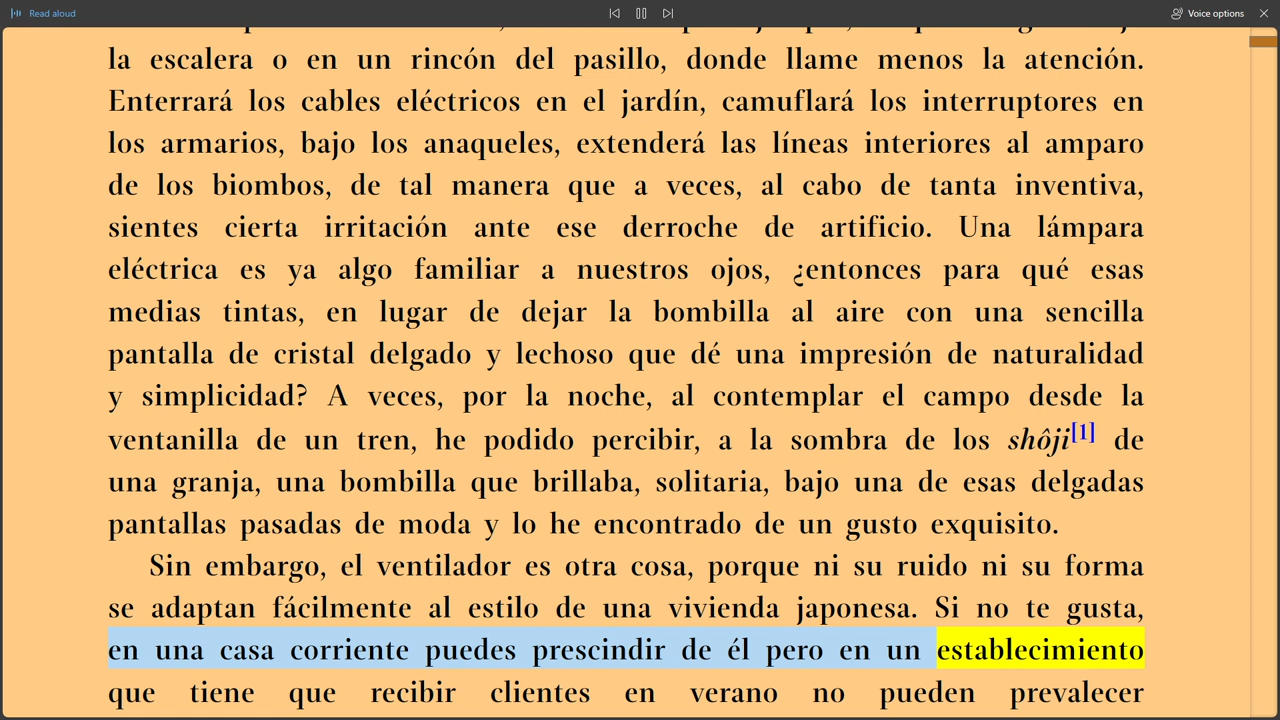 Read aloud
Voice options
la escalera o en un rincón del pasillo, donde llame menos la atención.
Enterrará los cables eléctricos en el jardín, camuflará los interruptores en
los armarios, bajo los anaqueles, extenderá las líneas interiores al amparo
de los biombos, de tal manera que a veces, al cabo de tanta inventiva,
sientes cierta irritación ante ese derroche de artificio. Una lámpara
eléctrica es ya algo familiar a nuestros ojos, ¿entonces para qué esas
medias tintas, en lugar de dejar la bombilla al aire con una sencilla
pantalla de cristal delgado y lechoso que dé una impresión de naturalidad
y simplicidad? A veces, por la noche, al contemplar el campo desde la
ventanilla de un tren, he podido percibir, a la sombra de los shôji[1] de
una granja, una bombilla que brillaba, solitaria, bajo una de esas delgadas
pantallas pasadas de moda y lo he encontrado de un gusto exquisito.
Sin embargo, el ventilador es otra cosa, porque ni su ruido ni su forma
se adaptan fácilmente al estilo de una vivienda japonesa. Si no te gusta,
en una casa corriente puedes prescindir de él pero en un establecimiento
que tiene que recibir clientes en verano no pueden prevalecer